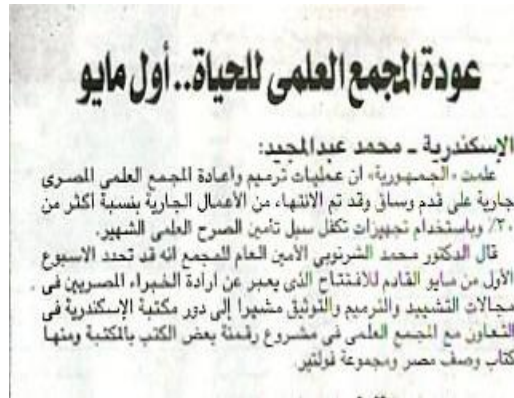 عودة المجمع العلمى للحياة.. أول مايو
الإسكندرية ـ محمد عبدالمجيد:
علمت «الجمهورية» ان عمليات ترميم واعادة المجمع العلمى المصرى
جارية على قدم وساق وقد تم الانتهاء من الأعمال الجارية بنسبة أكثر من
٣٠٪ وباستخدام تجهيزات تكفل سبل تأمين الصرح العلمى الشهير.
قال الدكتور محمد الشرنوبى الأمين العام للمجمع انه قد تحدد الاسبوع
الأول من مايو القادم للافتتاح الذى يعبر عن ارادة الخبراء المصريين فى
مجالات التشييد والترميم والتوثيق مشيرا إلى دور مكتبة الإسكندرية فى
التعاون مع المجمع العلمى فى مشروع رقمنة بعض الكتب بالمكتبة ومنها
كتاب وصف مصر ومجموعة فولتير.